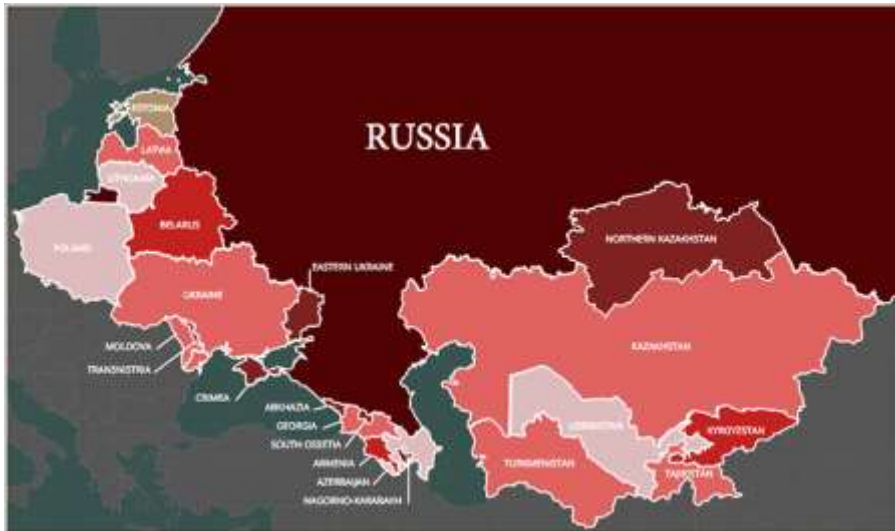 ESTONIA
LATVIA
LITHUANIA
RUSSIA
BELARUS
POLAND
NORTHERN KAZAKHSTAN
EASTERN UKRAINE
UKRAINE
KAZAKHSTAN
MOLDOVA
TRANSNISTRIA
CRIMEA
ABKHAZIA
GEORGIA
SOUTH OSSETIA
UZBEKISTAN
KYRGYZSTAN
ARMENIA
TURKMENISTAN
TAJIKISTAN
AZERBAIJAN
NAGORNO-KARABAKH